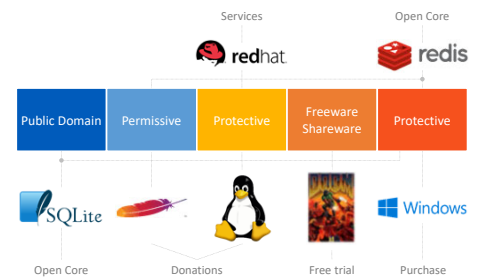 Services
Open Core
redhat.
redis
Public Domain
Permissive
Protective
Freeware
Shareware
Protective
SQLite
DOOM
Windows
Open Core
Donations
Free trial
Purchase